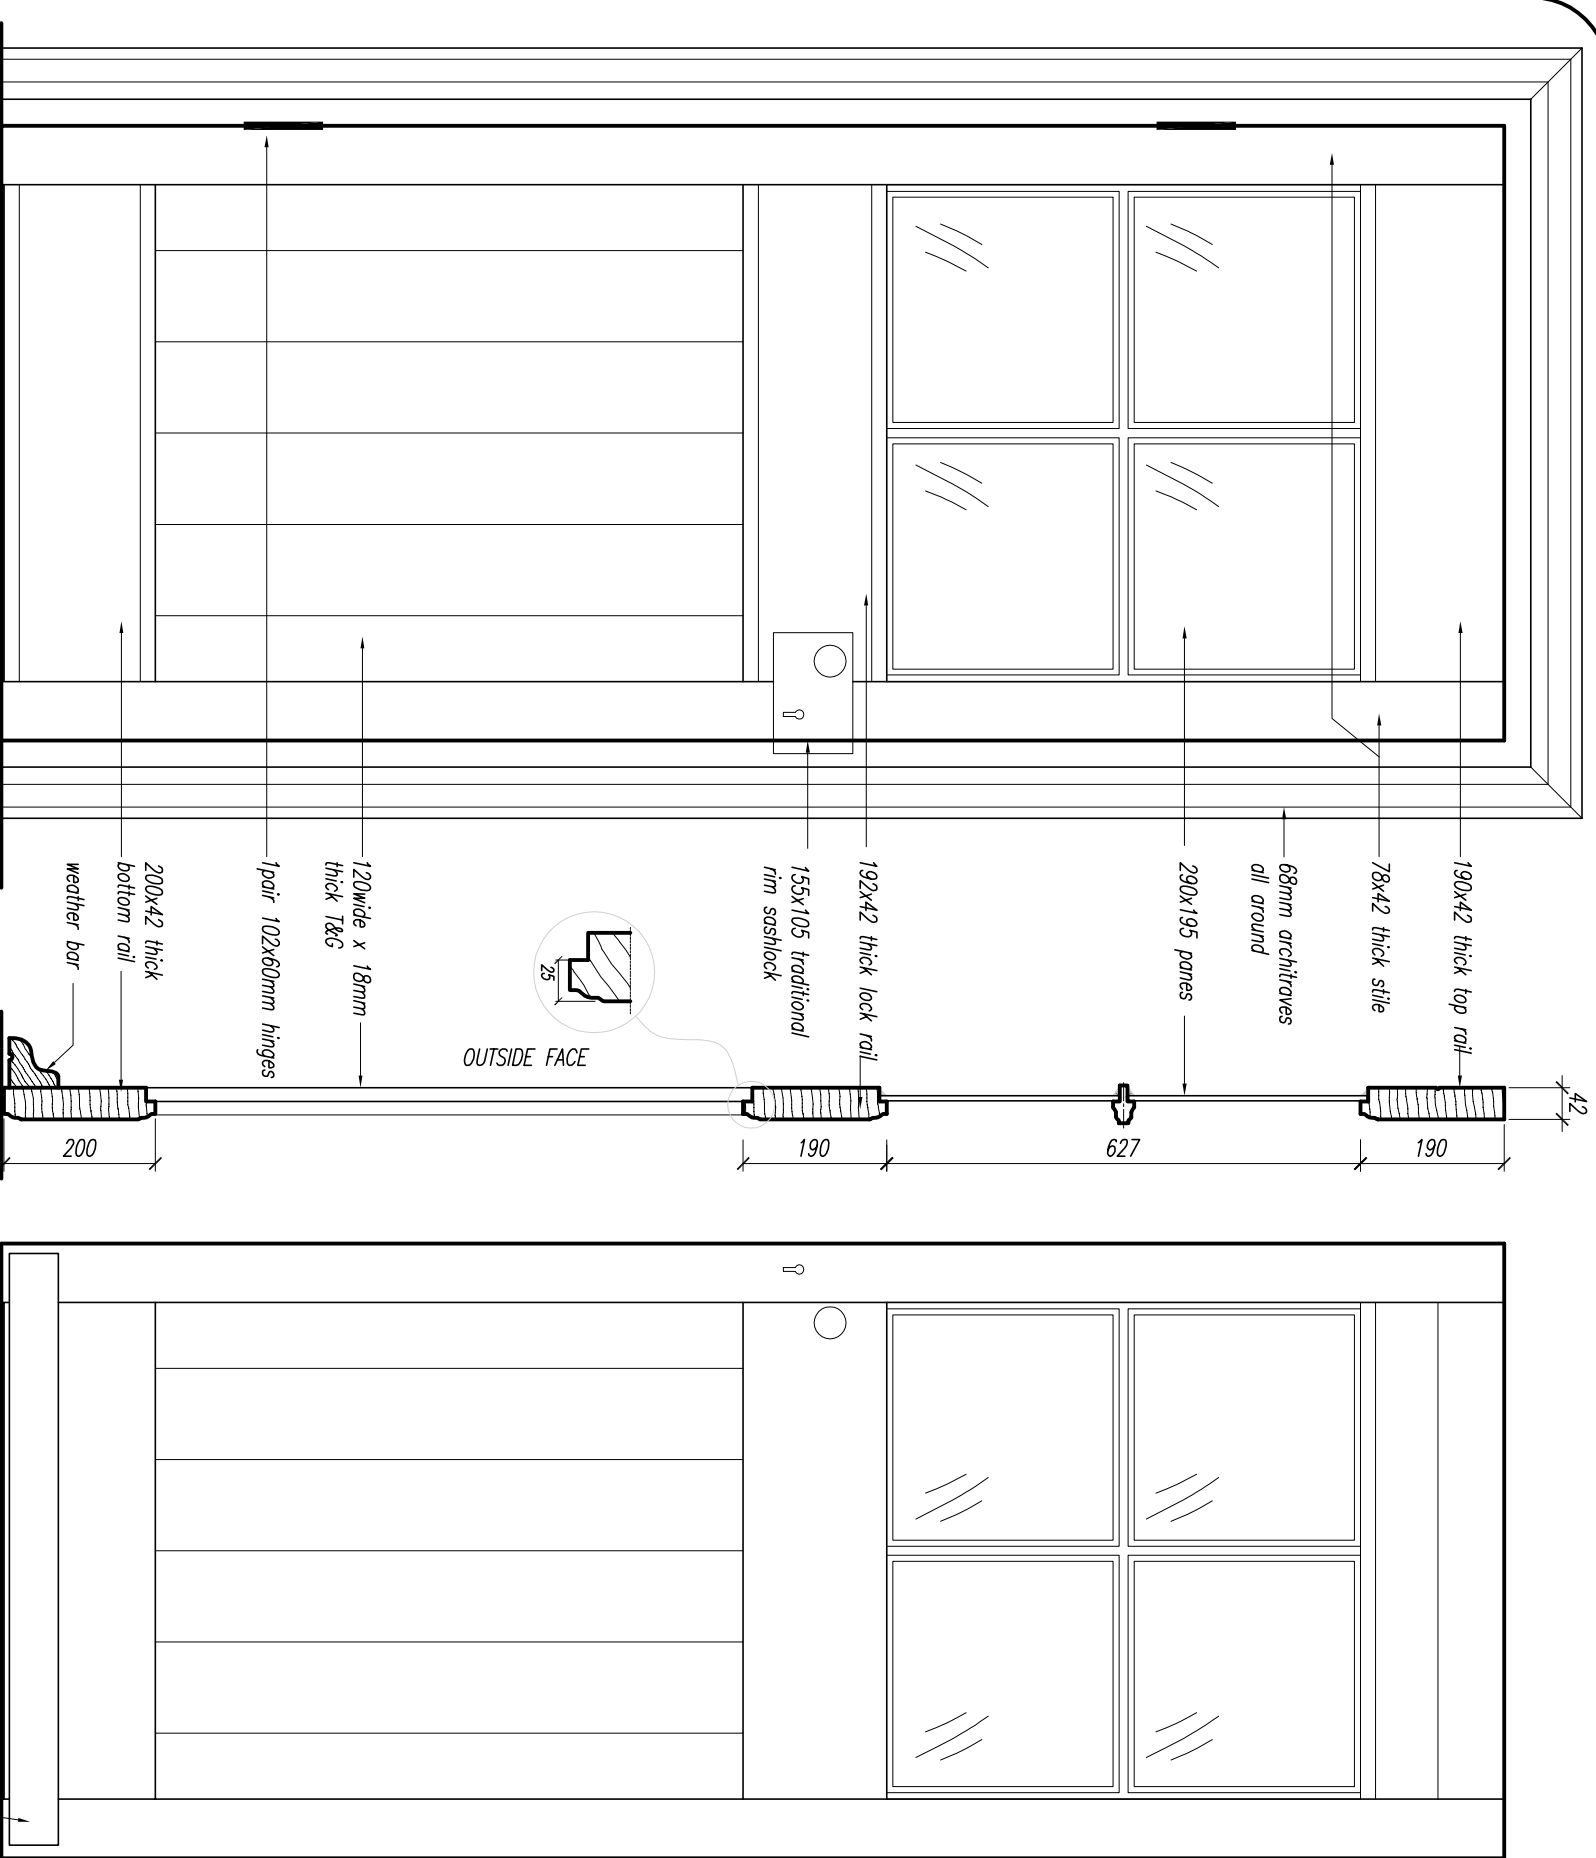 190x42 thick top rail
78x42 thick stile
68mm architraves
all around
290x195 panes
192x42 thick lock rail
155x105 traditional
rim sashlock
120wide x 18mm
thick T&G
1pair 102x60mm hinges
200x42 thick
bottom rail
weather bar
25
OUTSIDE FACE
42
200
190
627
190